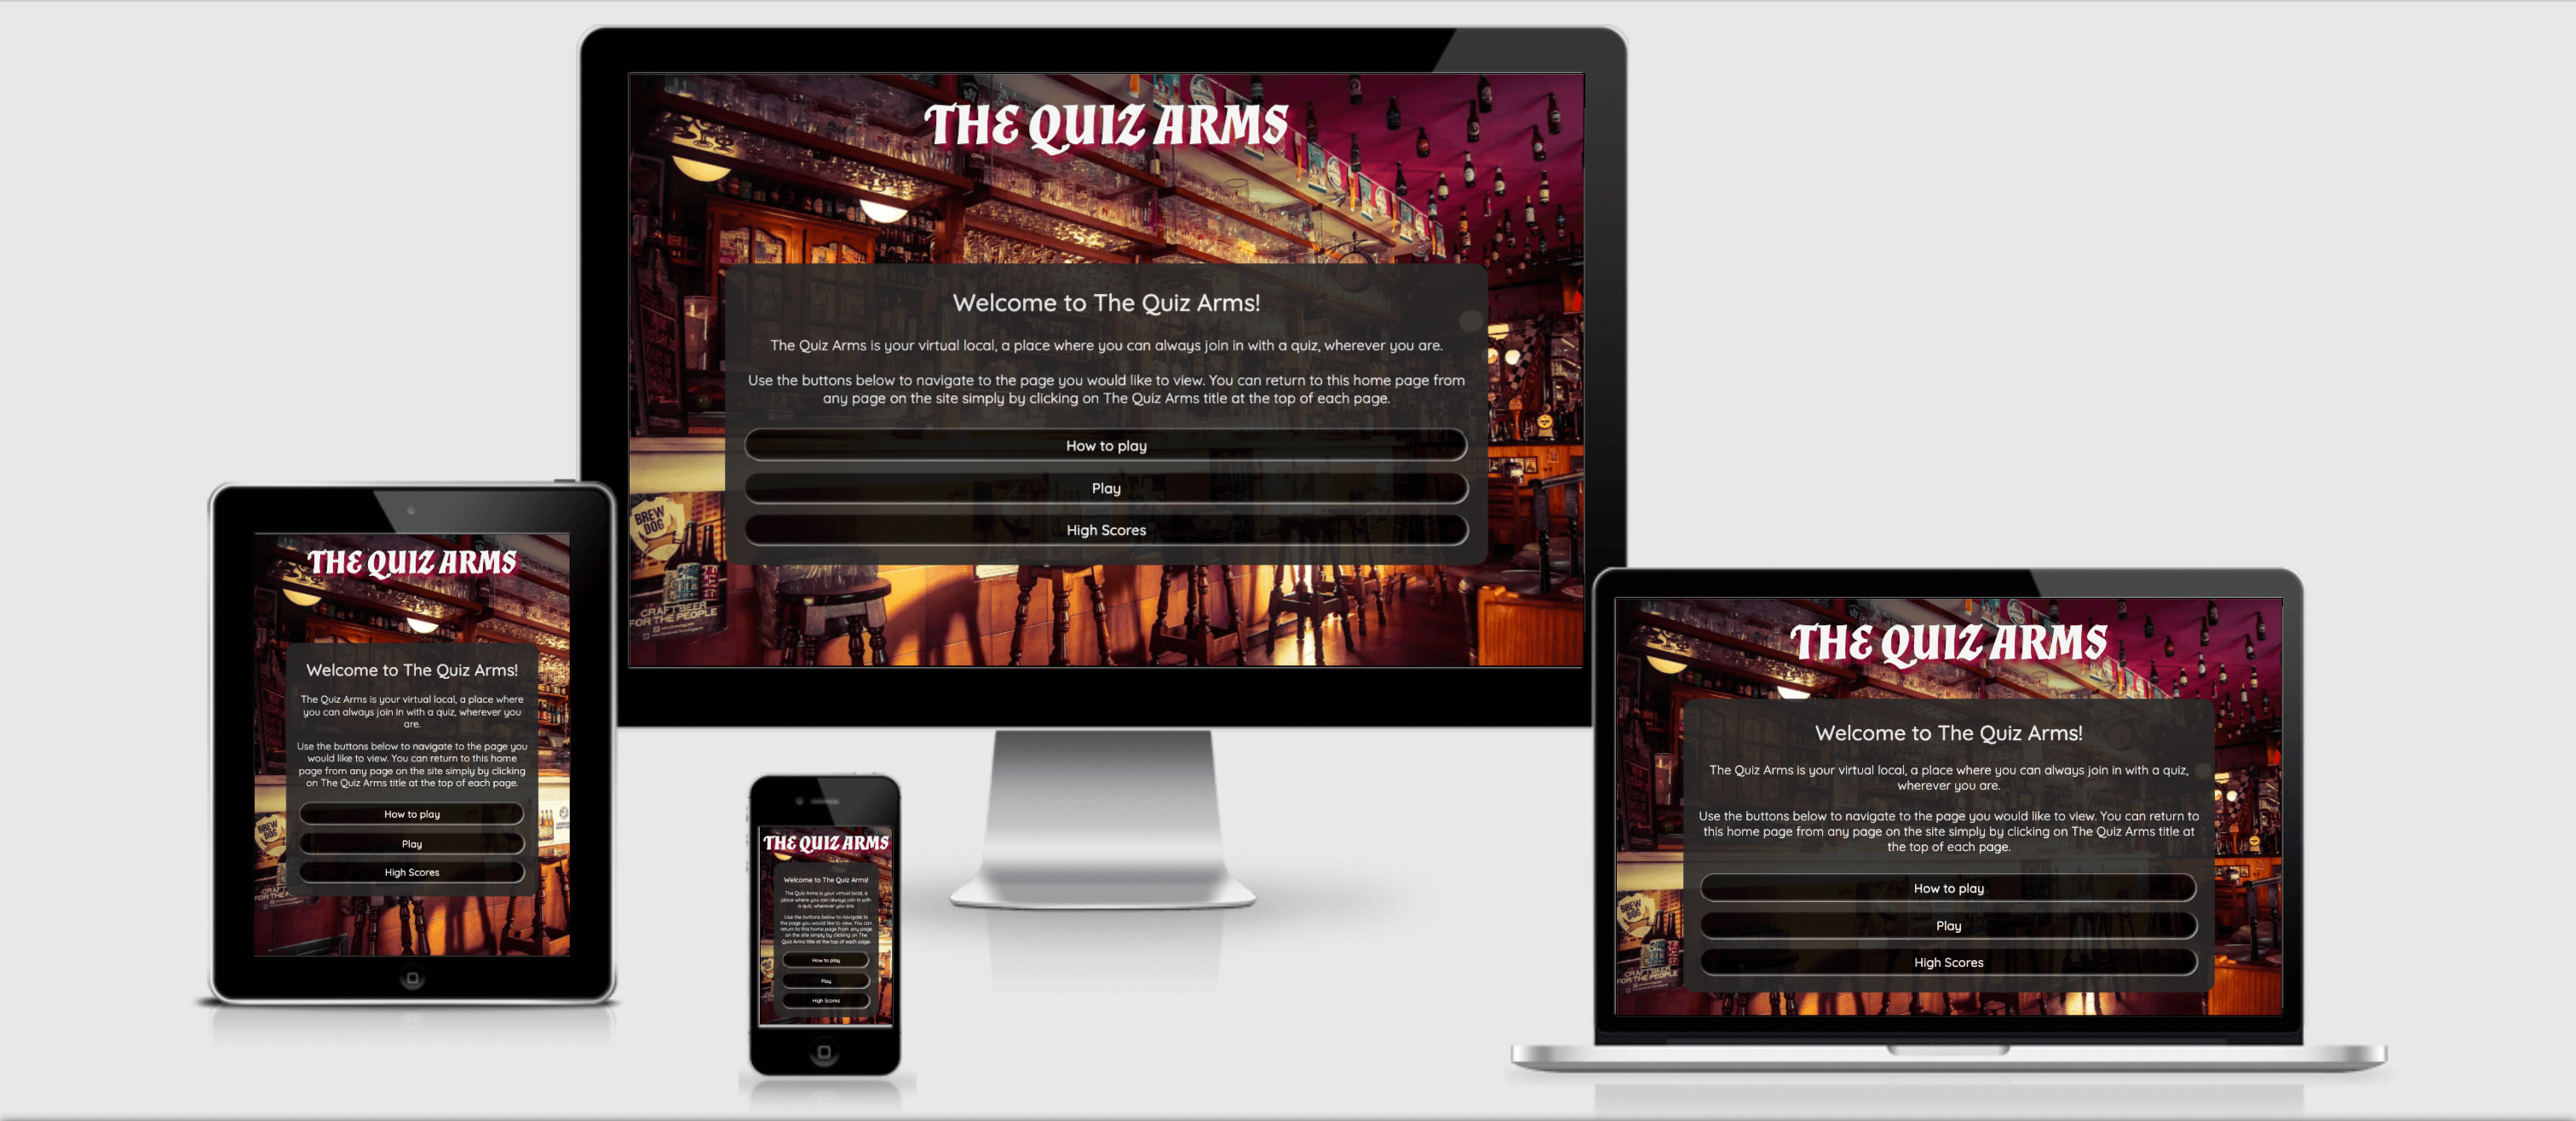 THE QUIZ ARMS
Welcome to The Quiz Arms!
The Quiz Arms is your virtual local, a place where you can always join in with a quiz, wherever you are.
Use the buttons below to navigate to the page you would like to view. You can return to this home page from
any page on the site simply by clicking on The Quiz Arms title at the top of each page.
How to play
Play
High Scores
BREW
DOG
CRAFT BEER
FOR THE PEOPLE
THE QUIZ ARMS
Welcome to The Quiz Arms!
The Quiz Arms is your virtual local, a place where
you can always join in with a quiz, wherever you
are.
Use the buttons below to navigate to the page you
would like to view. You can return to this home
page from any page on the site simply by clicking
on The Quiz Arms title at the top of each page.
How to play
Play
High Scores
BREW
DOG
CRAFT
FOR THE P
THE QUIZ ARMS
Welcome to The Quiz Arms!
The Quiz Arms is your virtual local, a
place where you can always join in with
a quiz, wherever you are.
Use the buttons below to navigate to
the page you would like to view. You can
return to this home page from any page
on the site simply by clicking on The
Quiz Arms title at the top of each page.
How to play
Play
High Scores
THE QUIZ ARMS
Welcome to The Quiz Arms!
The Quiz Arms is your virtual local, a place where you can always join in with a quiz,
wherever you are.
Use the buttons below to navigate to the page you would like to view. You can return to
this home page from any page on the site simply by clicking on The Quiz Arms title at
the top of each page.
How to play
Play
High Scores
BREW
DOG
CRAFT BEER
FOR THE PEOPLE